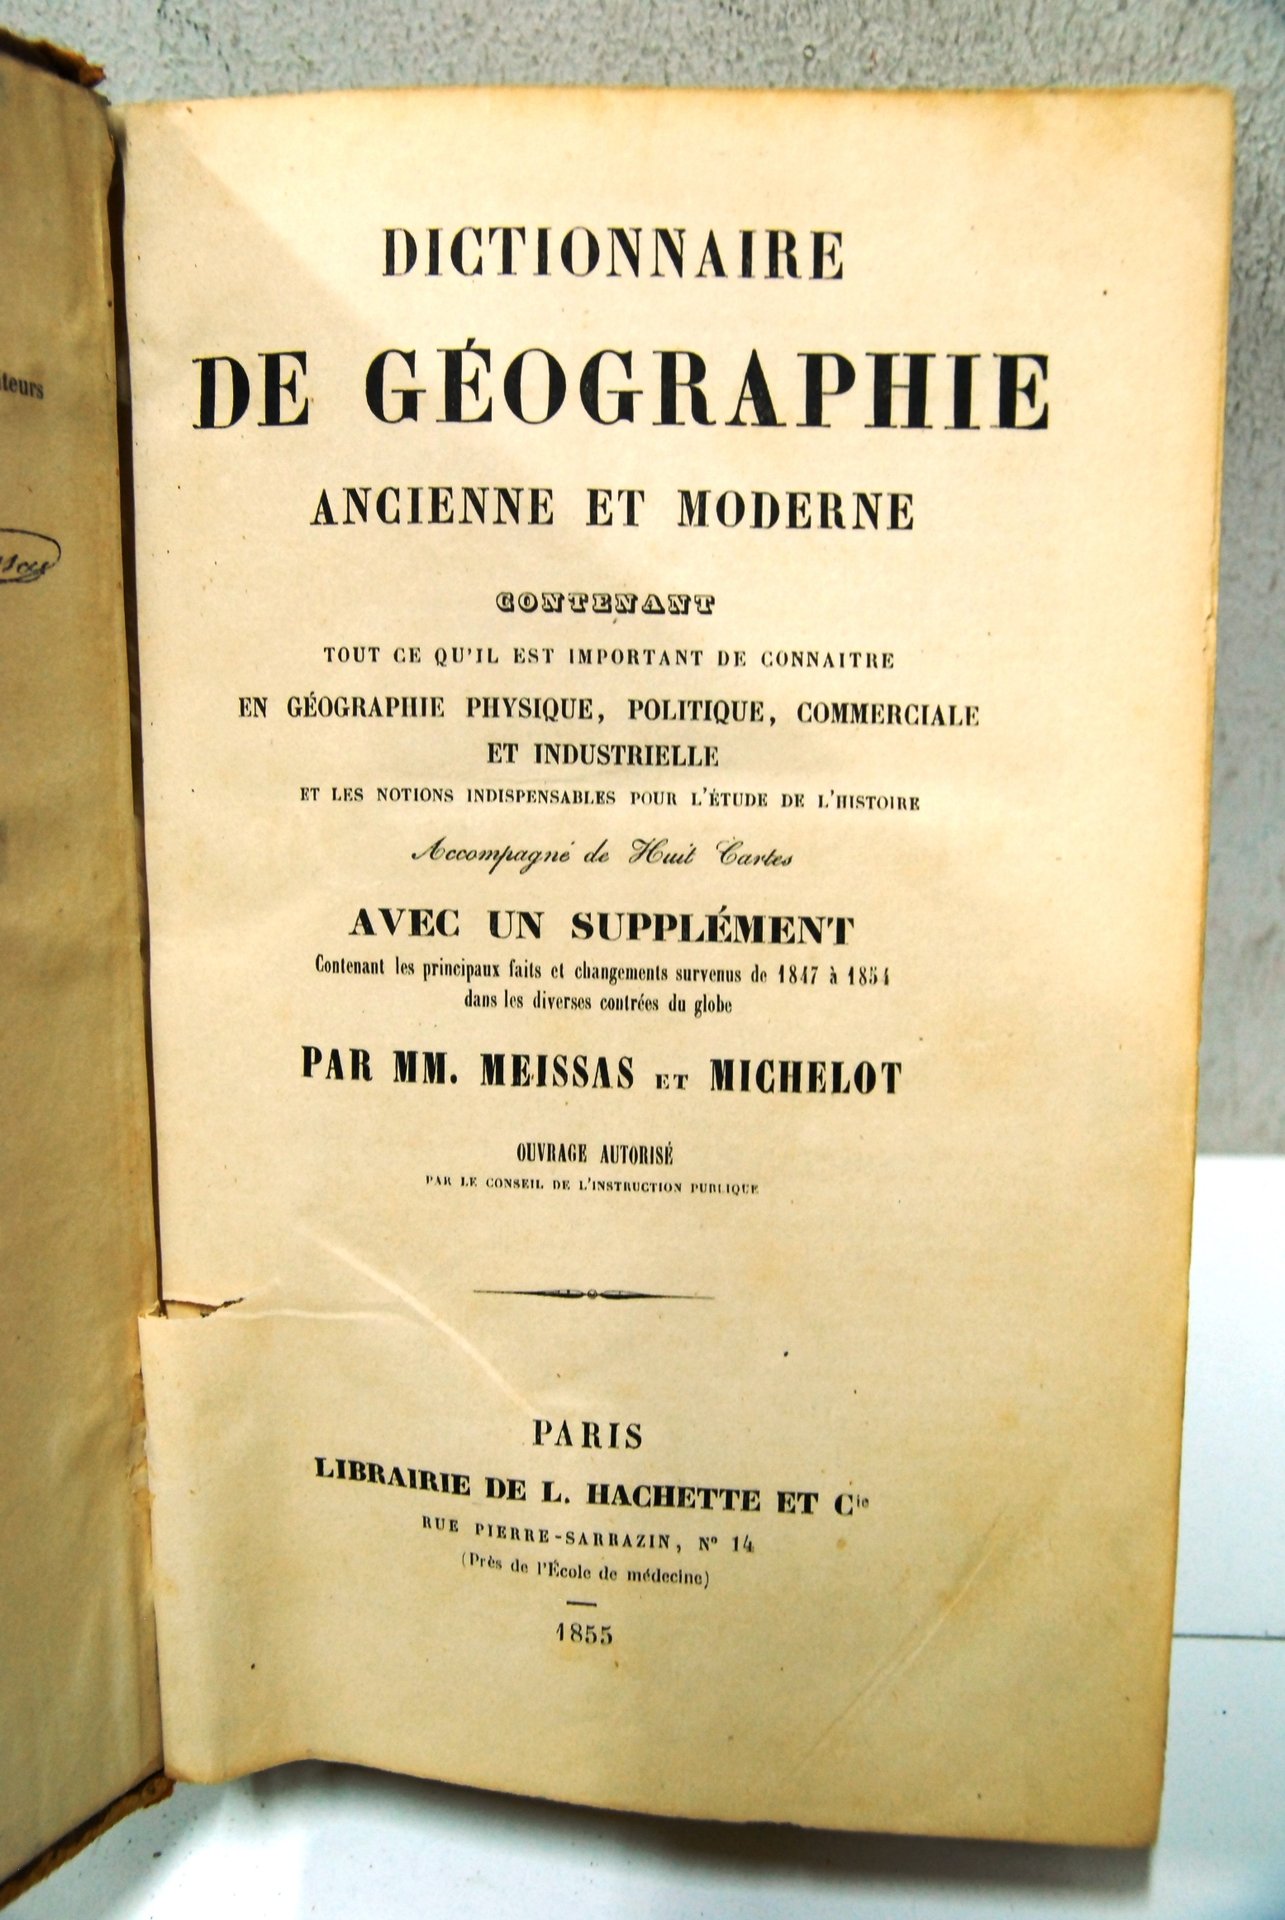 DICTIONNAIRE
DE GÉOGRAPHIE
ANCIENNE ET MODERNE
CONTENANT
TOUT CE QU'IL EST IMPORTANT DE CONNAITRE
EN GÉOGRAPHIE PHYSIQUE, POLITIQUE, COMMERCIALE
ET INDUSTRIELLE
ET LES NOTIONS INDISPENSABLES POUR L'ÉTUDE DE L'HISTOIRE
Accompagné de Huit Cartes
AVEC UN SUPPLÉMENT
Contenant les principaux faits et changements survenus de 1847 à 1854
dans les diverses contrées du globe
PAR MM. MEISSAS ET MICHELOT
OUVRAGE AUTORISÉ
PAR LE CONSEIL DE L'INSTRUCTION PUBLIQUE
PARIS
LIBRAIRIE DE L. HACHETTE ET Cie
RUE PIERRE-SARRAZIN, N° 14
(Près de l'École de médecine)
1855